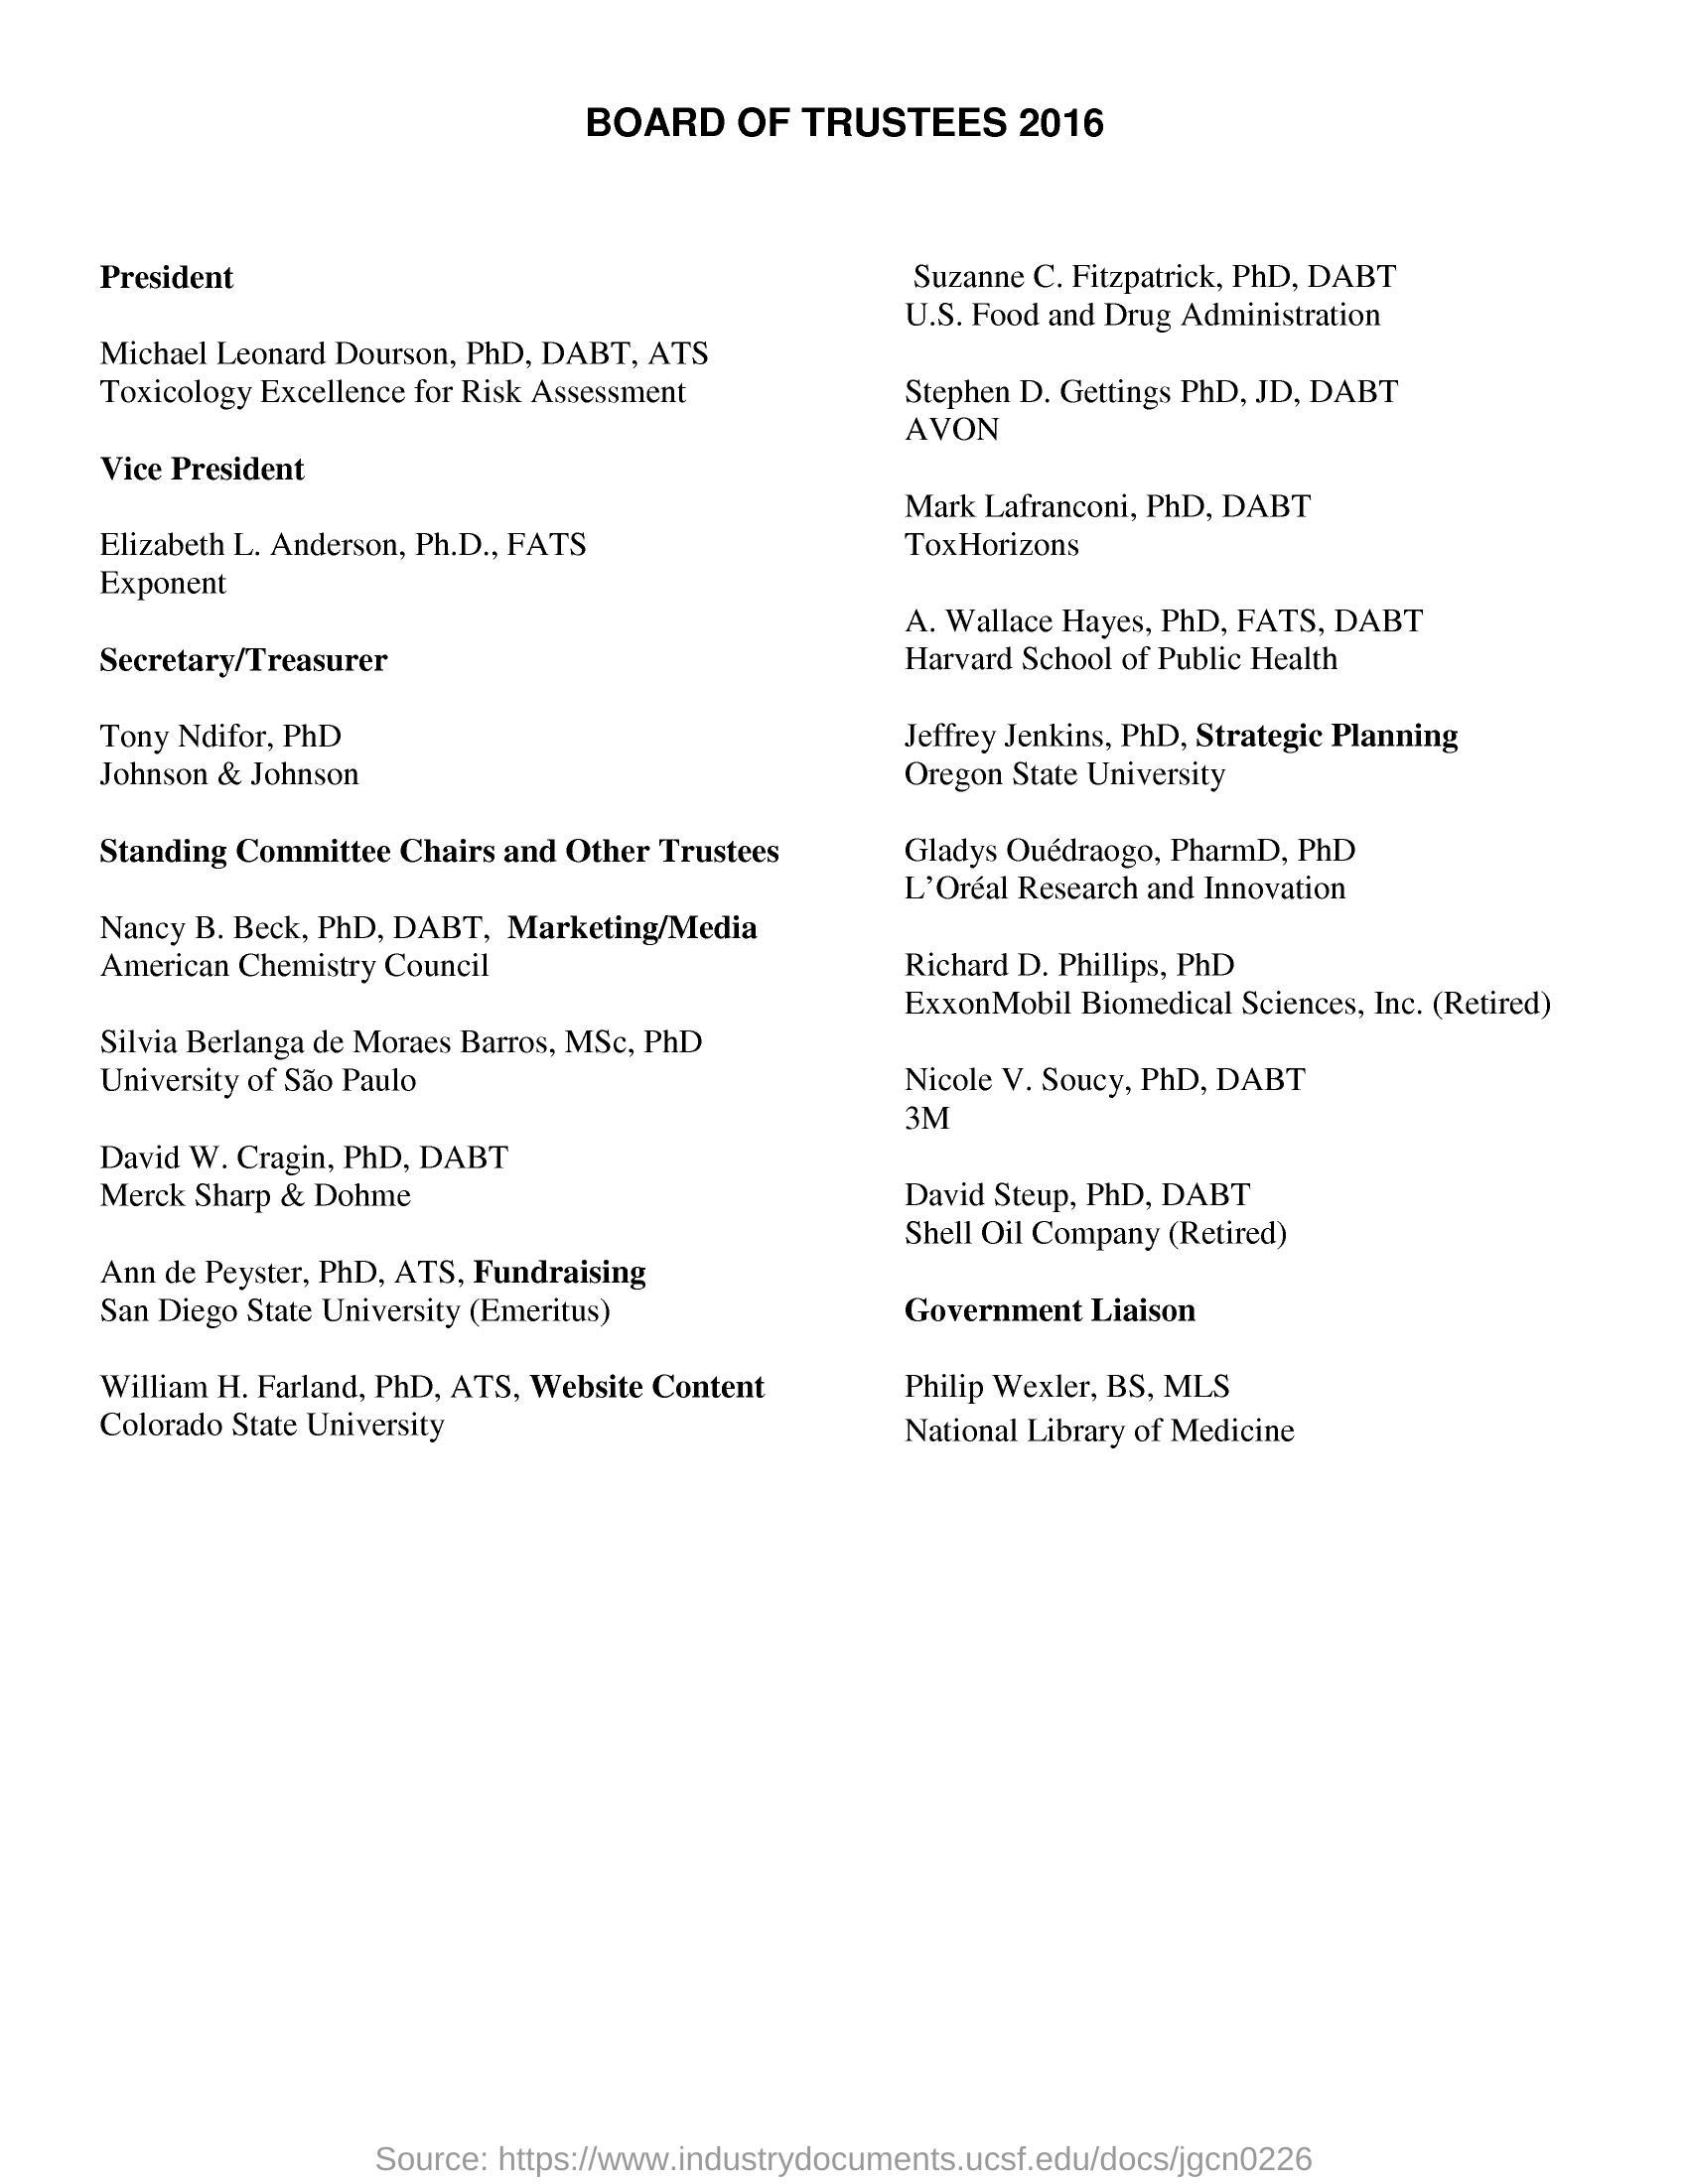 BOARD OF TRUSTEES 2016
President
Michael Leonard Dourson, PhD, DABT, ATS
Toxicology Excellence for Risk Assessment
Vice President
Elizabeth L. Anderson, Ph.D., FATS
Exponent
Secretary/Treasurer
Tony Ndifor, PhD
Johnson & Johnson
Standing Committee Chairs and Other Trustees
Nancy B. Beck, PhD, DABT,  Marketing/Media
American Chemistry Council
Silvia Berlanga de Moraes Barros, MSc, PhD
University of São Paulo
David W. Cragin, PhD, DABT
Merck Sharp & Dohme
Ann de Peyster, PhD, ATS, Fundraising
San Diego State University (Emeritus)
William H. Farland, PhD, ATS, Website Content
Colorado State University
Suzanne C. Fitzpatrick, PhD, DABT
U.S. Food and Drug Administration
Stephen D. Gettings PhD, JD, DABT
AVON
Mark Lafranconi, PhD, DABT
ToxHorizons
A. Wallace Hayes, PhD, FATS, DABT
Harvard School of Public Health
Jeffrey Jenkins, PhD, Strategic Planning
Oregon State University
Gladys Ouédraogo, PharmD, PhD
L’Oréal Research and Innovation
Richard D. Phillips, PhD
ExxonMobil Biomedical Sciences, Inc. (Retired)
Nicole V. Soucy, PhD, DABT
3M
David Steup, PhD, DABT
Shell Oil Company (Retired)
Government Liaison
Philip Wexler, BS, MLS
National Library of Medicine
Source: https://www.industrydocuments.ucsf.edu/docs/jgcn0226